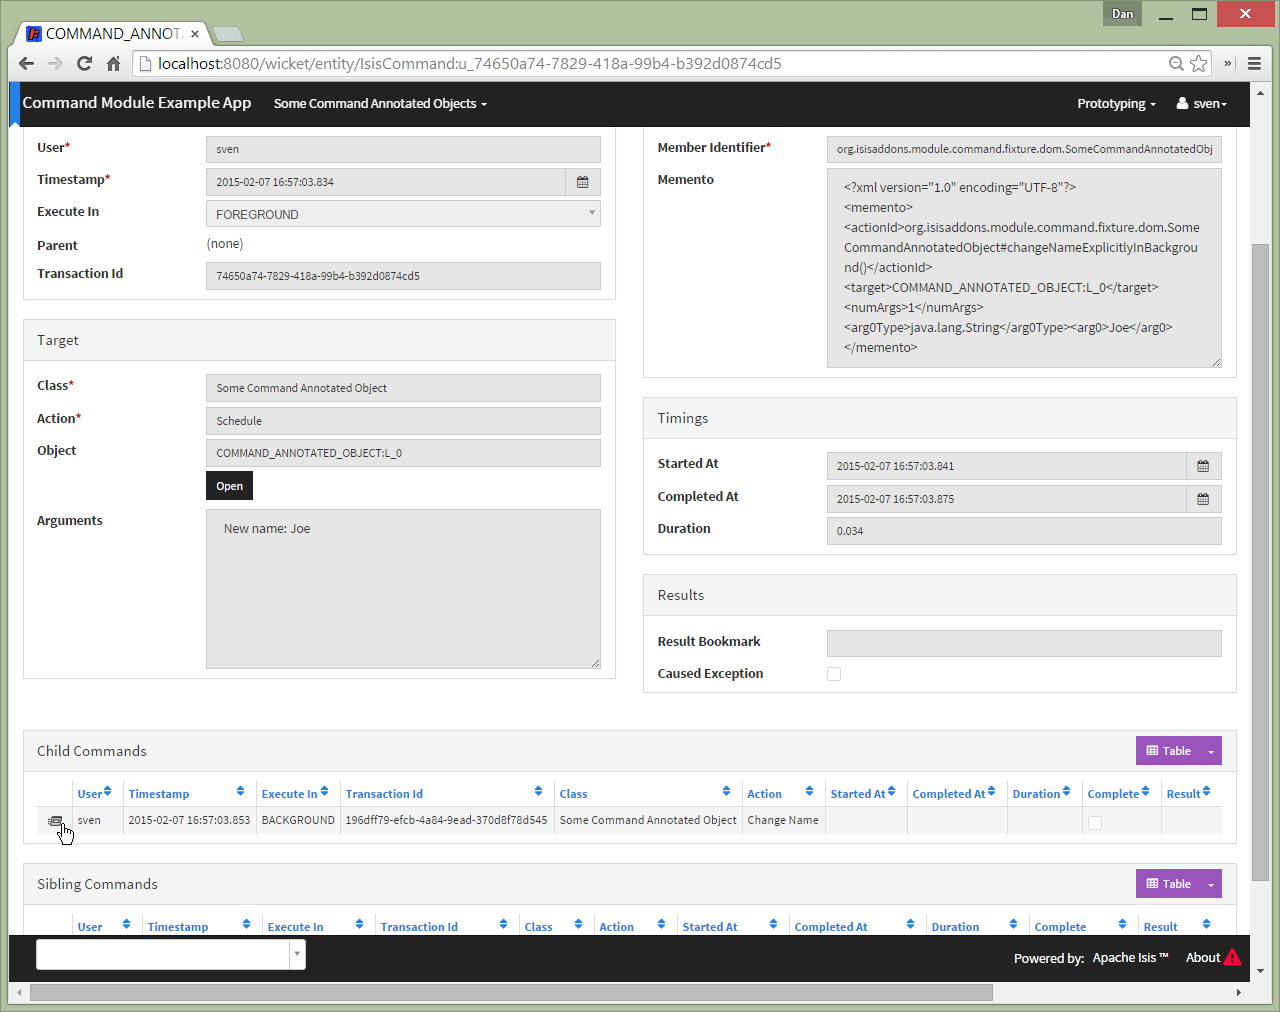 Dan
COMMAND_ANNOTA
localhost:8080/wicket/entity/IsisCommand:u_74650a74-7829-418a-99b4-b392d0874cd5
Command Module Example App
Some Command Annotated Objects
Prototyping
sven
User*
sven
Timestamp*
2015-02-07 16:57:03.834
Execute In
FOREGROUND
Parent
(none)
Transaction Id
74650a74-7829-418a-99b4-b392d0874cd5
Member Identifier*
org.isisaddons.module.command.fixture.dom.SomeCommandAnnotatedObj
Memento
<?xml version="1.0" encoding="UTF-8"?>
<memento>
<actionId>org.isisaddons.module.command.fixture.dom.Some
CommandAnnotatedObject#changeNameExplicitlyInBackgrou
nd()</actionId>
<target>COMMAND_ANNOTATED_OBJECT:L_0</target>
<numArgs>1</numArgs>
<arg0Type>java.lang.String</arg0Type><arg0>Joe</arg0>
</memento>
Target
Class*
Some Command Annotated Object
Action*
Schedule
Object
COMMAND_ANNOTATED_OBJECT:L_0
Open
Arguments
New name: Joe
Timings
Started At
2015-02-07 16:57:03.841
Completed At
2015-02-07 16:57:03.875
Duration
0.034
Results
Result Bookmark
Caused Exception
Child Commands
Table
User Timestamp Execute In Transaction Id Class Action Started At Completed At Duration Complete Result
sven 2015-02-07 16:57:03.853 BACKGROUND 196dff79-efcb-4a84-9ead-370d8f78d545 Some Command Annotated Object Change Name
Sibling Commands
Table
User Timestamp Execute In Transaction Id Class Action Started At Completed At Duration Complete Result
Powered by: Apache Isis ™ About